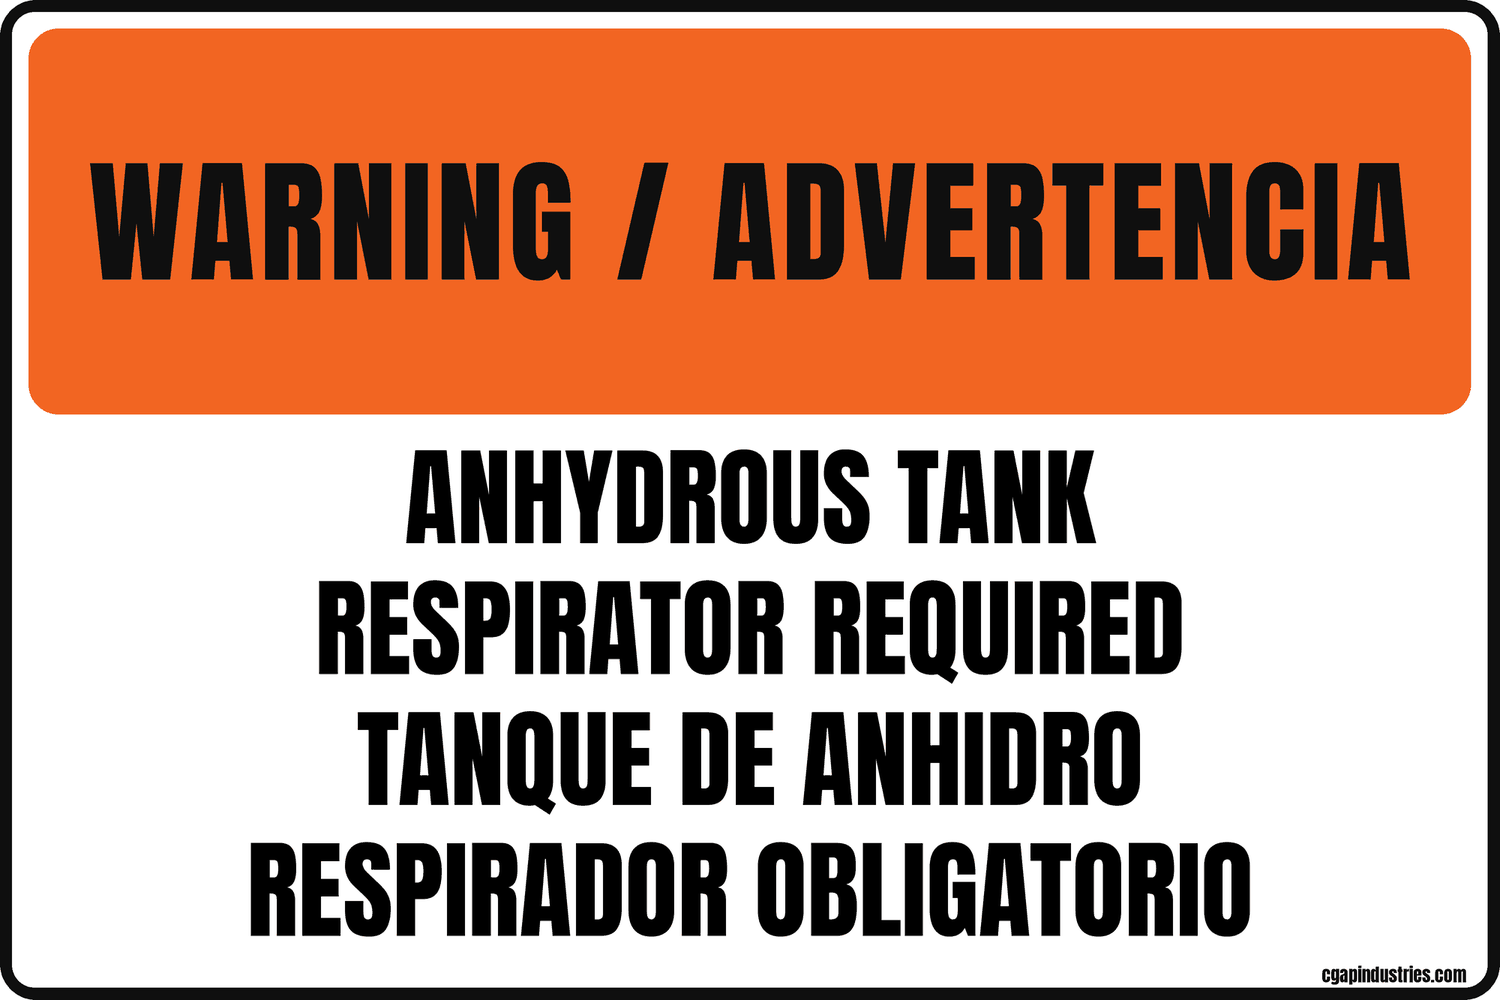 WARNING / ADVERTENCIA
ANHYDROUS TANK
RESPIRATOR REQUIRED
TANQUE DE ANHIDRO
RESPIRADOR OBLIGATORIO
cgapindustries.com